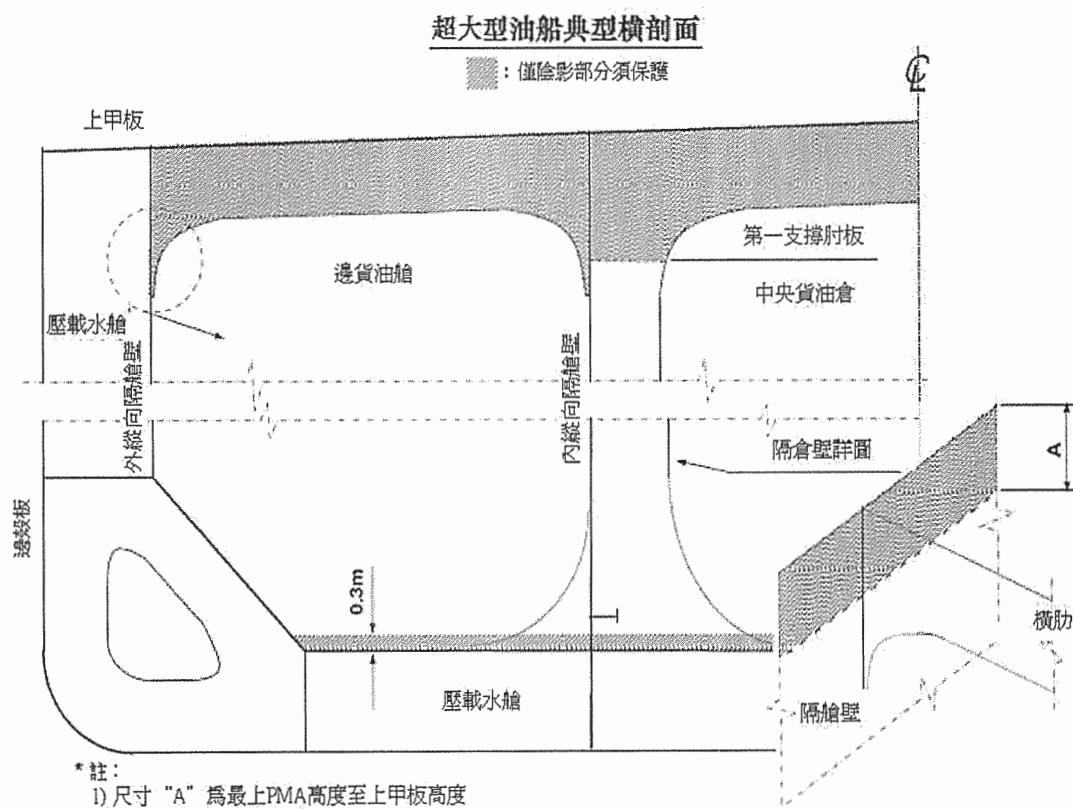 超大型油船典型橫剖面
：僅陰影部分須保護
℄
上甲板
第一支撐肘板
邊貨油艙
中央貨油倉
壓載水艙
外縱向隔艙壁
內縱向隔艙壁
隔倉壁詳圖
A
邊殼板
0.3m
橫肋
壓載水艙
隔艙壁
*註：
1) 尺寸 "A" 為最上PMA高度至上甲板高度